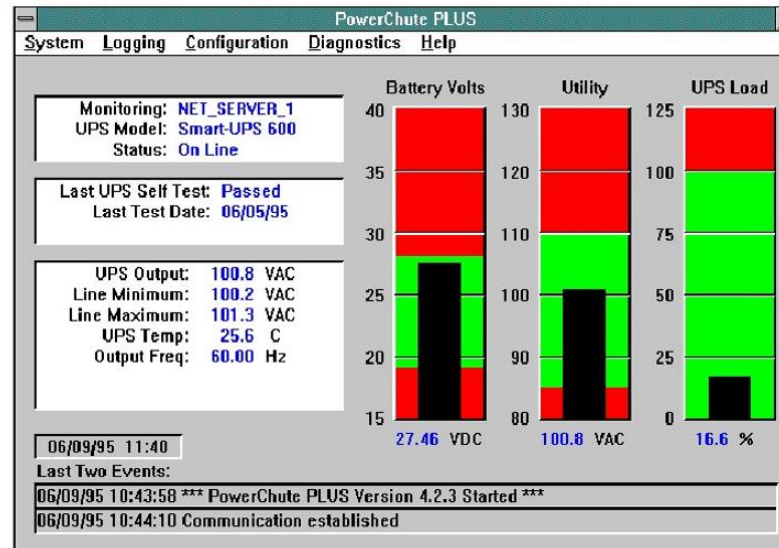 PowerChute PLUS
System Logging Configuration Diagnostics Help
Monitoring: NET_SERVER_1
UPS Model: Smart-UPS 600
Status: On Line
Last UPS Self Test: Passed
Last Test Date: 06/05/95
UPS Output: 100.8 VAC
Line Minimum: 100.2 VAC
Line Maximum: 101.3 VAC
UPS Temp: 25.6 C
Output Freq: 60.00 Hz
Battery Volts
40
35
30
25
20
15
27.46 VDC
Utility
130
120
110
100
90
80
100.8 VAC
UPS Load
125
100
75
50
25
0
16.6 %
06/09/95 11:40
Last Two Events:
06/09/95 10:43:58 *** PowerChute PLUS Version 4.2.3 Started ***
06/09/95 10:44:10 Communication established